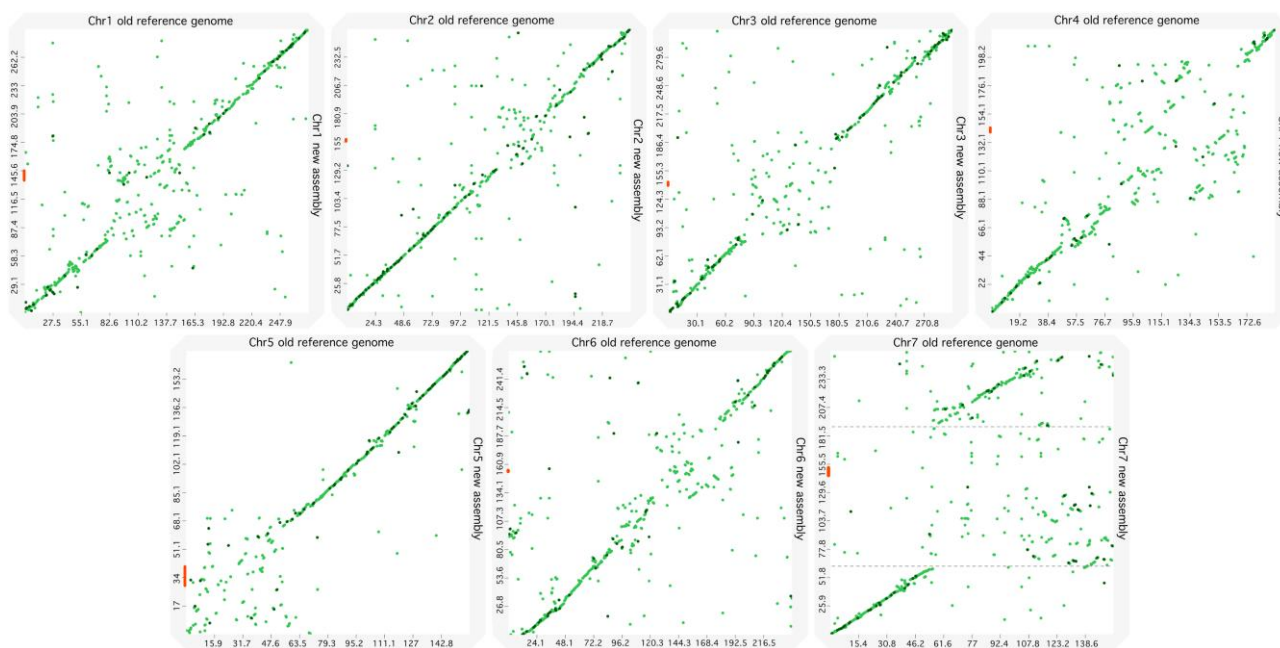 Chr1 old reference genome
29.1 58.3 87.4 116.5 145.6 174.8 203.9 233 262.2
Chr1 new assembly
27.5 55.1 82.6 110.2 137.7 165.3 192.8 220.4 247.9
Chr2 old reference genome
25.8 51.7 77.5 103.4 129.2 155 180.9 206.7 232.5
Chr2 new assembly
24.3 48.6 72.9 97.2 121.5 145.8 170.1 194.4 218.7
Chr3 old reference genome
31.1 62.1 93.2 124.3 155.3 186.4 217.5 248.6 279.6
Chr3 new assembly
30.1 60.2 90.3 120.4 150.5 180.5 210.6 240.7 270.8
Chr4 old reference genome
22 44 66.1 88.1 110.1 132.1 154.1 176.1 198.2
19.2 38.4 57.5 76.7 95.9 115.1 134.3 153.5 172.6
Chr5 old reference genome
17 34 51.1 68.1 85.1 102.1 119.1 136.2 153.2
Chr5 new assembly
15.9 31.7 47.6 63.5 79.3 95.2 111.1 127 142.8
Chr6 old reference genome
26.8 53.6 80.5 107.3 134.1 160.9 187.7 214.5 241.4
Chr6 new assembly
24.1 48.1 72.2 96.2 120.3 144.3 168.4 192.5 216.5
Chr7 old reference genome
25.9 51.8 77.8 103.7 129.6 155.5 181.5 207.4 233.3
Chr7 new assembly
15.4 30.8 46.2 61.6 77 92.4 107.8 123.2 138.6